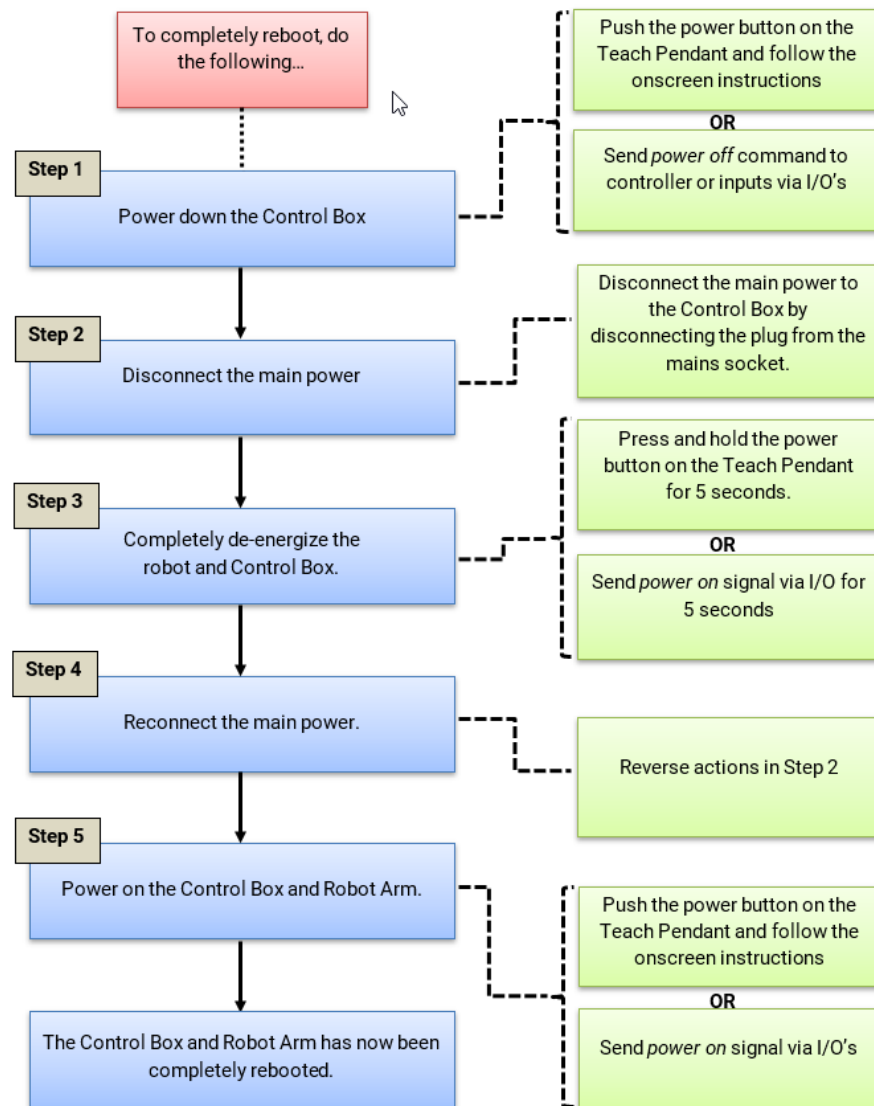 To completely reboot, do
the following...
Step 1
Power down the Control Box
Push the power button on the
Teach Pendant and follow the
onscreen instructions
OR
Send power off command to
controller or inputs via I/O's
Step 2
Disconnect the main power
Disconnect the main power to
the Control Box by
disconnecting the plug from the
mains socket.
Step 3
Completely de-energize the
robot and Control Box.
Press and hold the power
button on the Teach Pendant
for 5 seconds.
OR
Send power on signal via I/O for
5 seconds
Step 4
Reconnect the main power.
Reverse actions in Step 2
Step 5
Power on the Control Box and Robot Arm.
Push the power button on the
Teach Pendant and follow the
onscreen instructions
OR
Send power on signal via I/O's
The Control Box and Robot Arm has now been
completely rebooted.